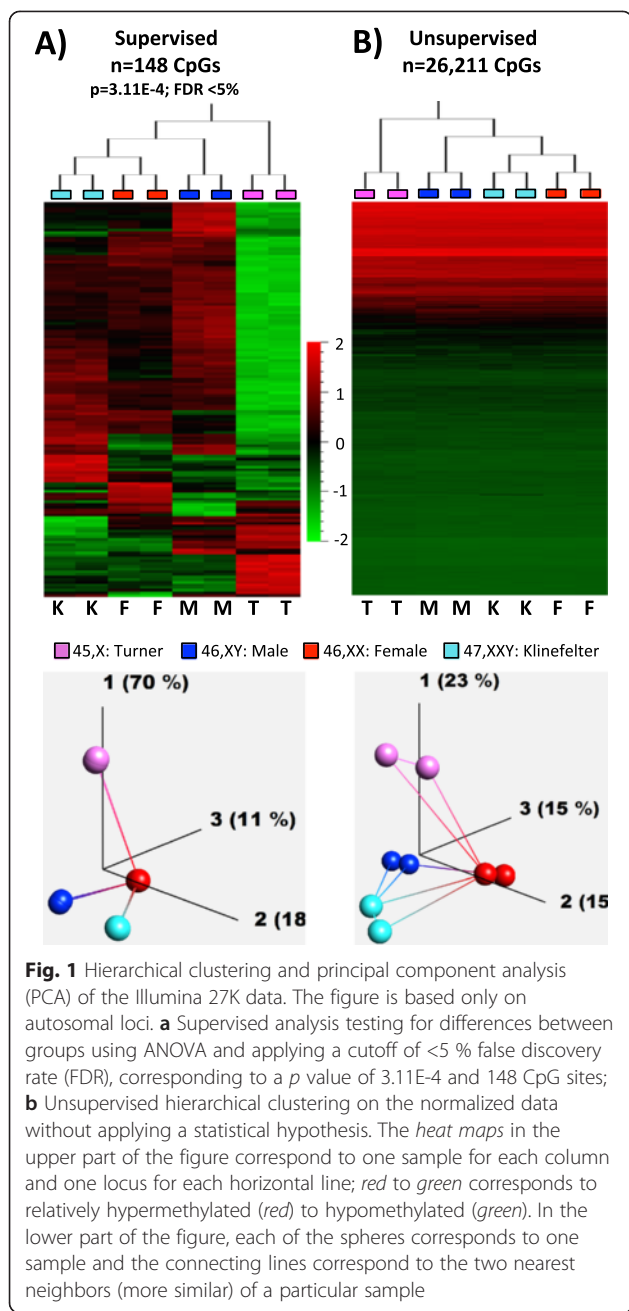 A) Supervised
n=148 CpGs
p=3.11E-4; FDR <5%
B) Unsupervised
n=26,211 CpGs
2
1
0
-1
-2
K K F F M M T T
T T M M K K F F
45,X: Turner 46,XY: Male 46,XX: Female 47,XXY: Klinefelter
1 (70 %)
3 (11 %)
2 (18
1 (23 %)
3 (15 %)
2 (15
Fig. 1 Hierarchical clustering and principal component analysis
(PCA) of the Illumina 27K data. The figure is based only on
autosomal loci. a Supervised analysis testing for differences between
groups using ANOVA and applying a cutoff of <5 % false discovery
rate (FDR), corresponding to a p value of 3.11E-4 and 148 CpG sites;
b Unsupervised hierarchical clustering on the normalized data
without applying a statistical hypothesis. The heat maps in the
upper part of the figure correspond to one sample for each column
and one locus for each horizontal line; red to green corresponds to
relatively hypermethylated (red) to hypomethylated (green). In the
lower part of the figure, each of the spheres corresponds to one
sample and the connecting lines correspond to the two nearest
neighbors (more similar) of a particular sample